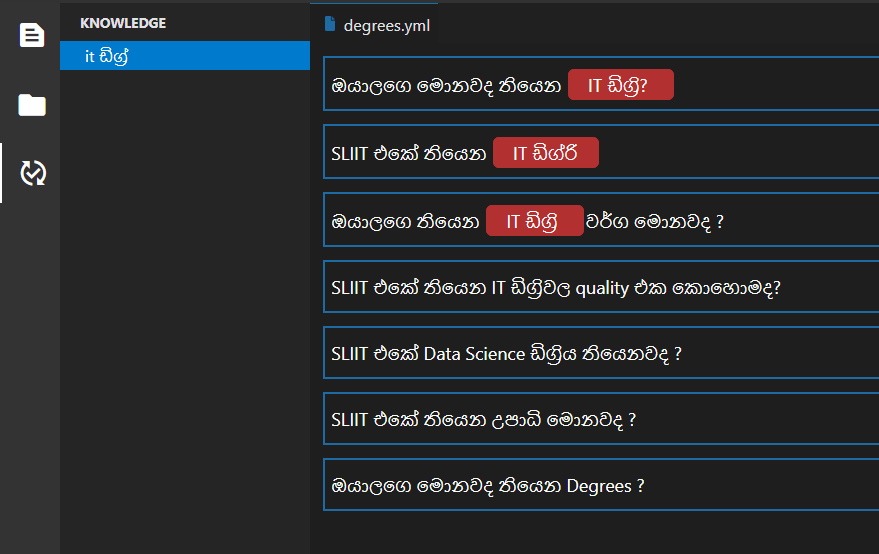 KNOWLEDGE
it ඩිග්‍රි
degrees.yml
ඔයාලගෙ මොනවද තියෙන IT ඩිග්‍රි?
SLIIT එකේ තියෙන IT ඩිග්රි
ඔයාලගෙ තියෙන IT ඩිග්‍රි වර්ග මොනවද ?
SLIIT එකේ තියෙන IT ඩිග්‍රිවල quality එක කොහොමද?
SLIIT එකේ Data Science ඩිග්‍රිය තියෙනවද ?
SLIIT එකේ තියෙන උපාධි මොනවද ?
ඔයාලගෙ මොනවද තියෙන Degrees ?